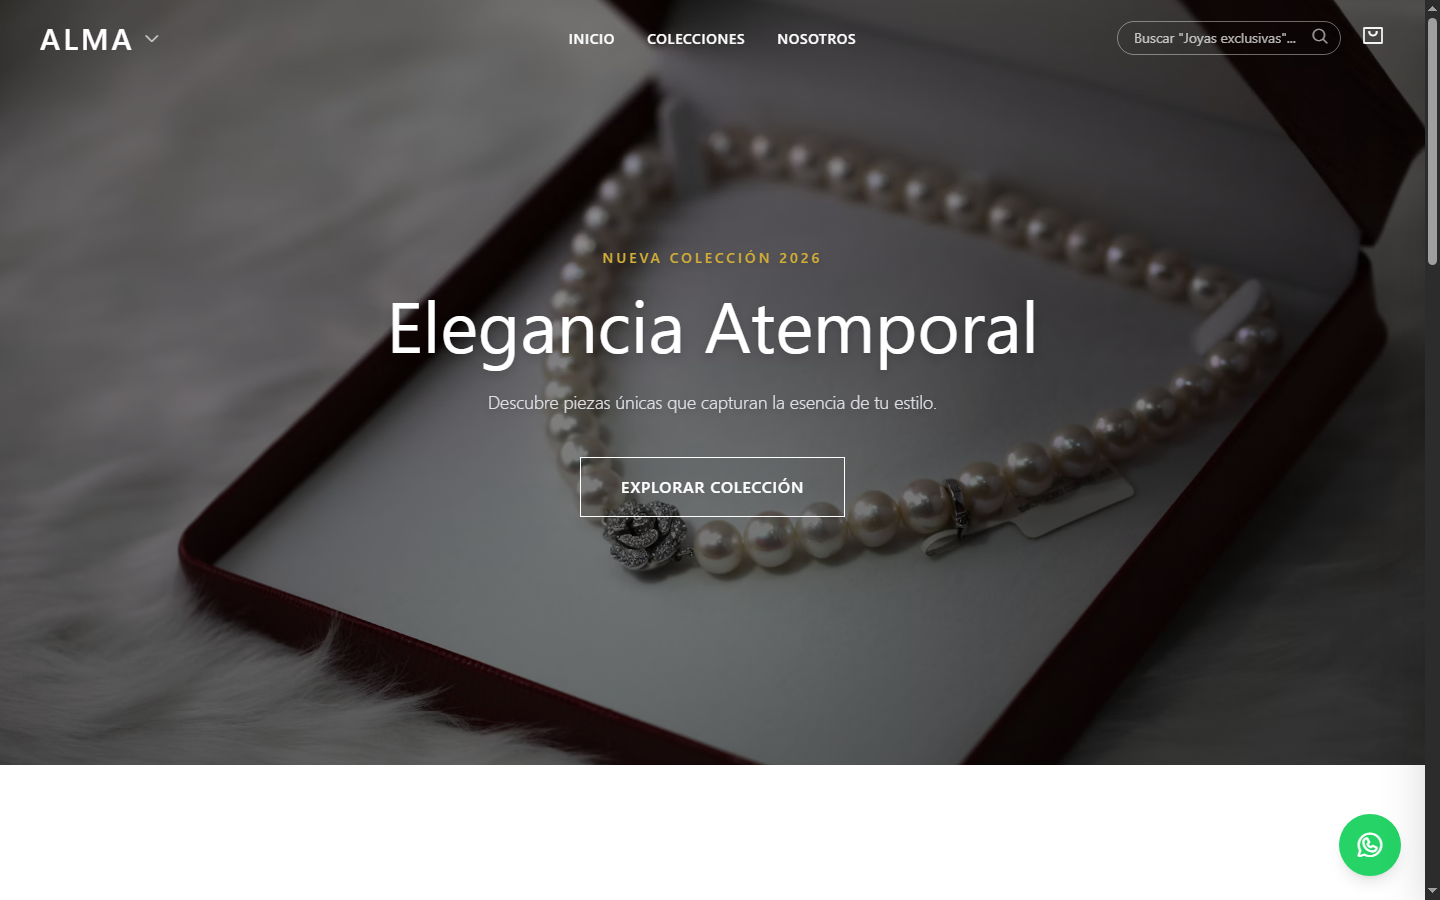 ALMA
INICIO COLECCIONES NOSOTROS
Buscar "Joyas exclusivas"...
NUEVA COLECCIÓN 2026
Elegancia Atemporal
Descubre piezas únicas que capturan la esencia de tu estilo.
EXPLORAR COLECCIÓN